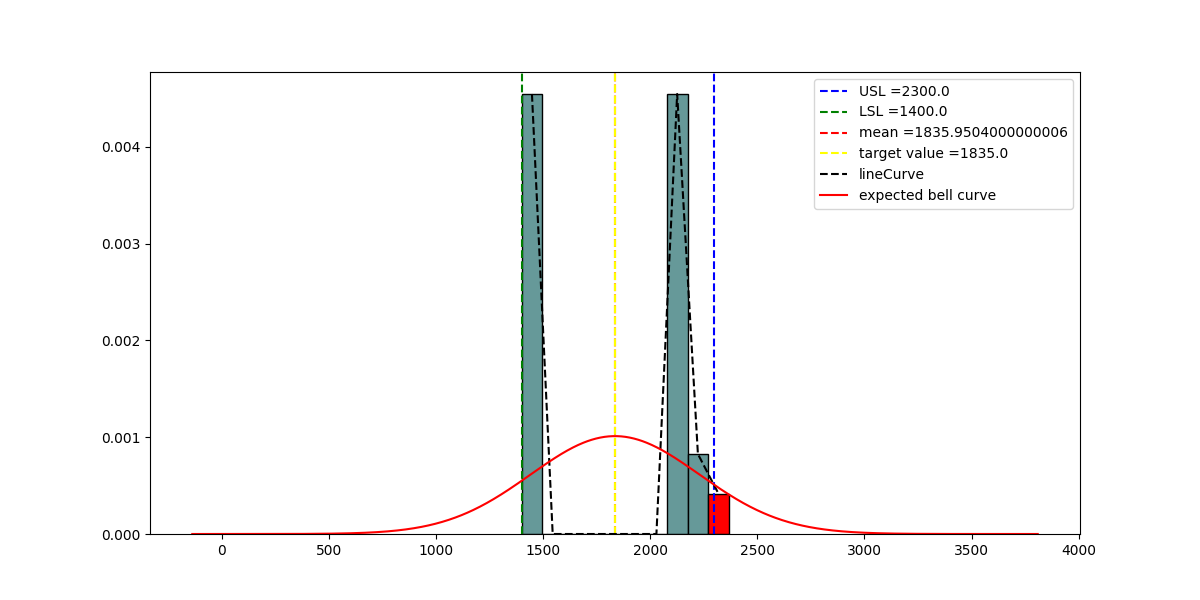 USL =2300.0
LSL =1400.0
mean =1835.9504000000006
target value =1835.0
lineCurve
expected bell curve
0.004
0.003
0.002
0.001
0.000
0 500 1000 1500 2000 2500 3000 3500 4000